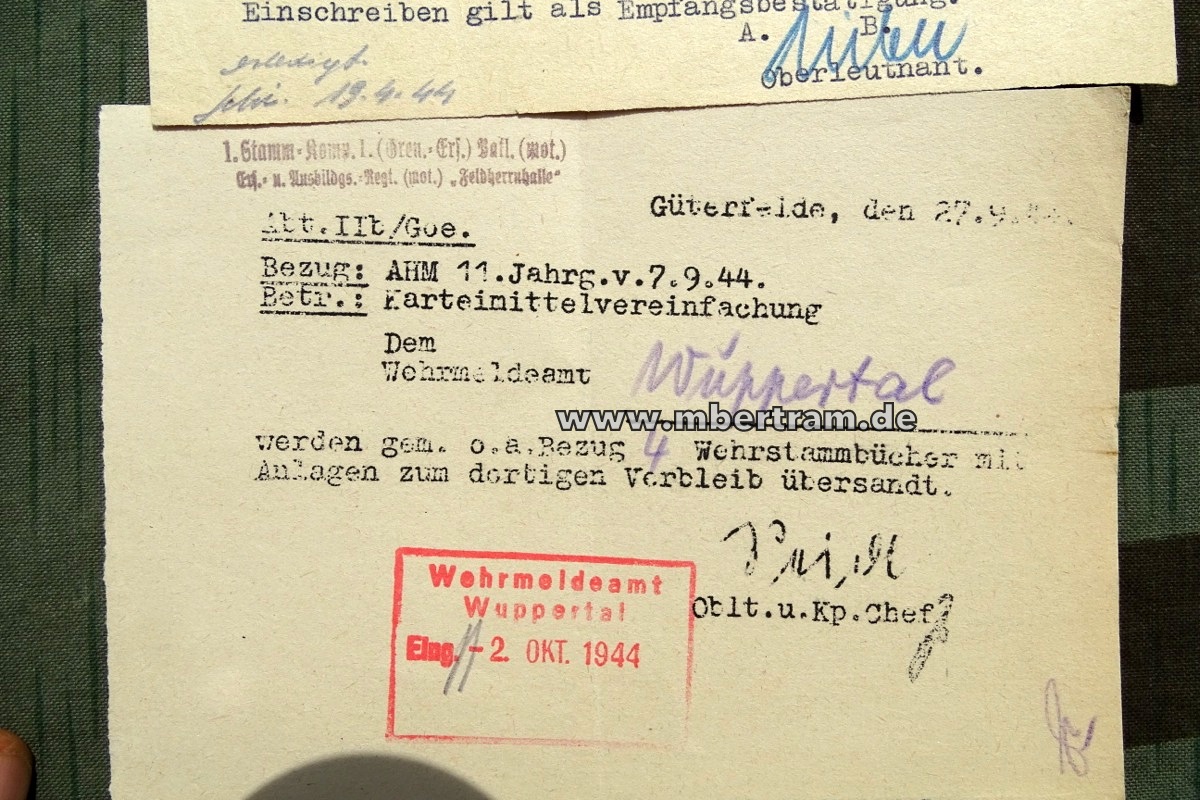 Einschreiben gilt als Empfangsbestätigung.
A. B.
Oberleutnant.
erledigt.
19.4.44
1. Stamm-Komp. I. (Gren.-Ers.) Batl. (mot.)
Ers.- u. Ausbildgs.-Regt. (mot.) „Feldherrnhalle“
Güterfelde, den 27.9.44.
Abt.IIb/Goe.
Bezug: AHM 11.Jahrg.v.7.9.44.
Betr.: Karteimittelvereinfachung
Dem
Wehrmeldeamt Wuppertal
www.mbertram.de
werden gem. o.a.Bezug 4 Wehrstammbücher mit
Anlagen zum dortigen Verbleib übersandt.
Oblt.u.Kp.Chef
Wehrmeldeamt
Wuppertal
Eing. -2. OKT. 1944